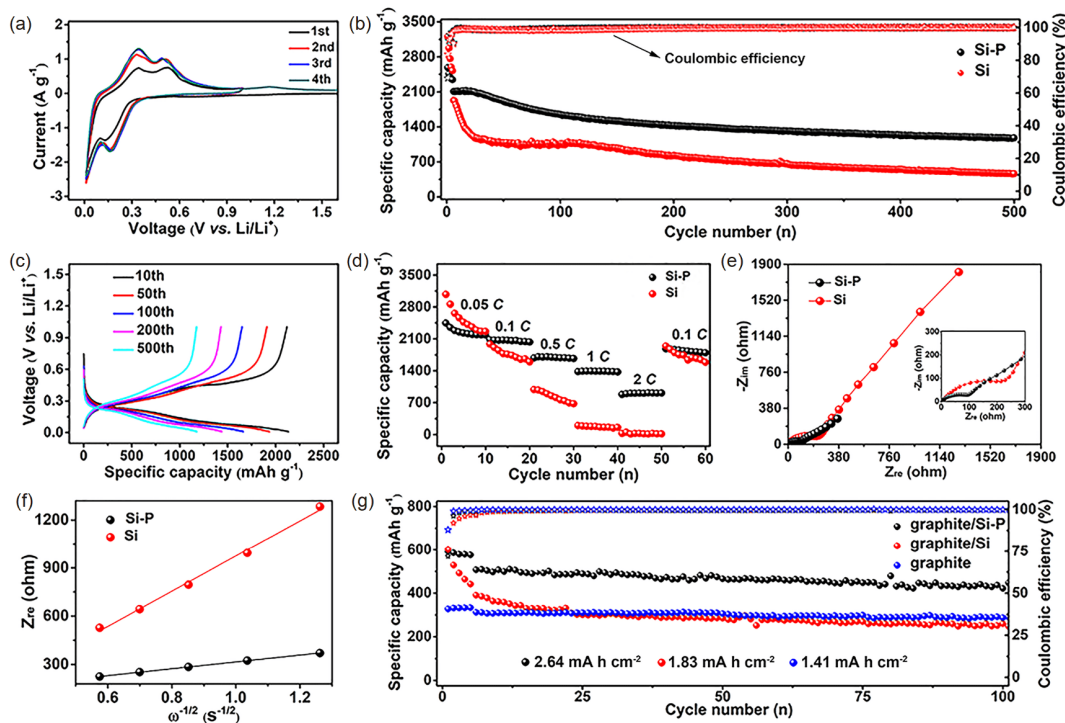 (a)
1st
2nd
3rd
4th
Current (A g⁻¹)
3
2
1
0
1
2
0.0 0.3 0.6 0.9 1.2 1.5
Voltage (V vs. Li/Li⁺)
(b)
Specific capacity (mAh g⁻¹)
3500
2800
2100
1400
700
0
Coulombic efficiency
Si-P
Si
100
80
60
40
20
0
Coulombic efficiency (%)
0 100 200 300 400 500
Cycle number (n)
(c)
10th
50th
100th
200th
500th
Voltage (V vs. Li/Li⁺)
1.8
1.5
1.2
0.9
0.6
0.3
0.0
0 500 1000 1500 2000 2500
Specific capacity (mAh g⁻¹)
(d)
Specific capacity (mAh g⁻¹)
3500
2800
2100
1400
700
0
Si-P
Si
0.05 C
0.1 C
0.5 C
1 C
2 C
0.1 C
0 10 20 30 40 50 60
Cycle number (n)
(e)
-Zim (ohm)
1900
1520
1140
760
380
0
Si-P
Si
-Zim (ohm)
300
200
100
0
0 100 200 300
Zre (ohm)
0 380 760 1140 1520 1900
Zre (ohm)
(f)
Zre (ohm)
1200
900
600
300
Si-P
Si
0.6 0.8 1.0 1.2
ω⁻¹/² (S⁻¹/²)
(g)
Specific capacity (mAh g⁻¹)
800
600
400
200
0
graphite/Si-P
graphite/Si
graphite
2.64 mA h cm⁻² 1.83 mA h cm⁻² 1.41 mA h cm⁻²
100
75
50
25
0
Coulombic efficiency (%)
0 25 50 75 100
Cycle number (n)